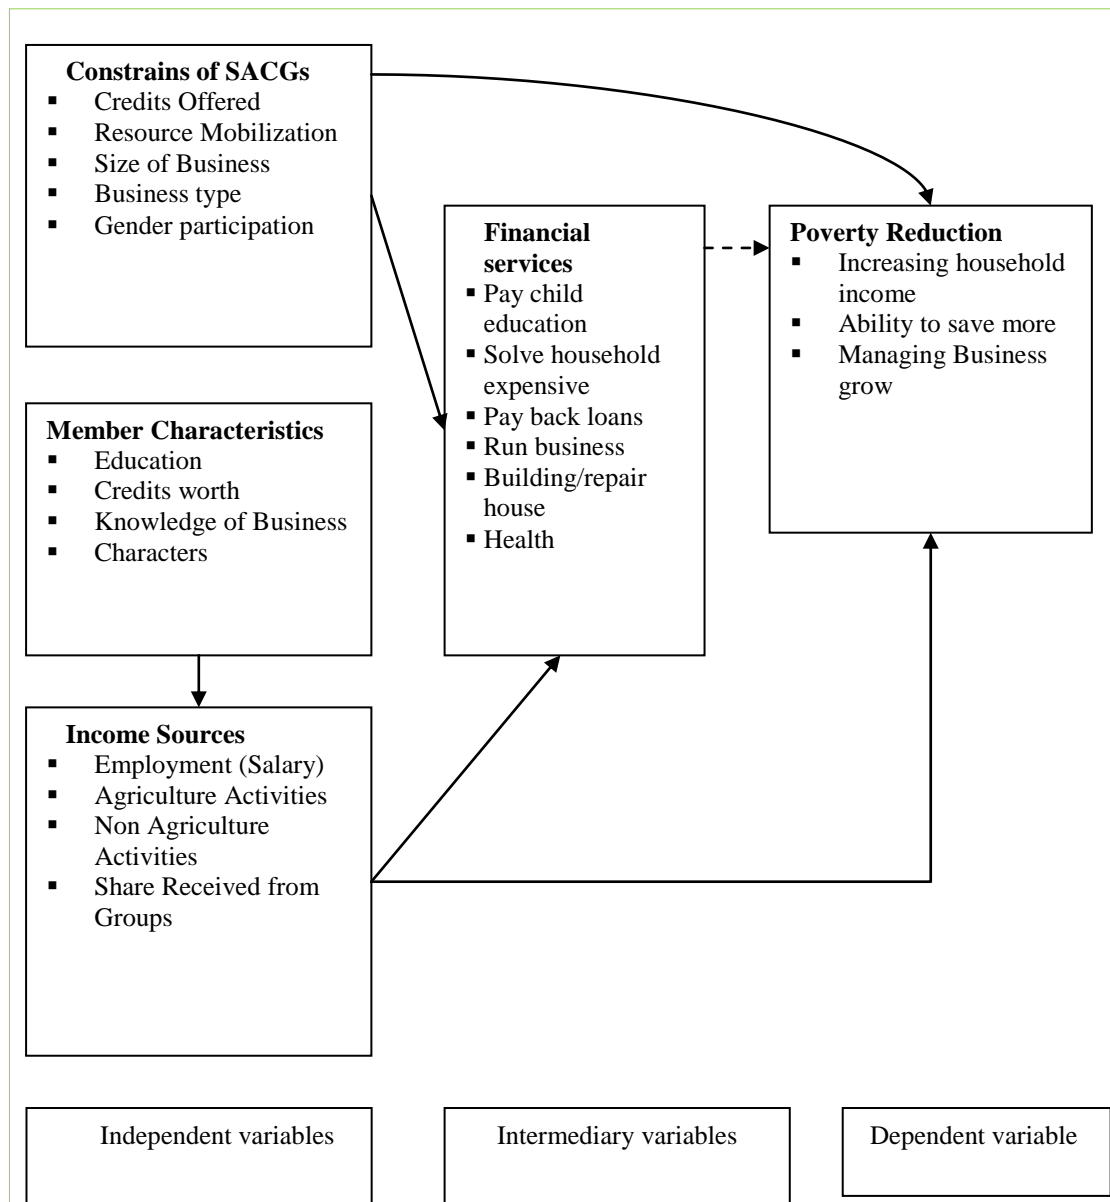 Constrains of SACGs
▪ Credits Offered
▪ Resource Mobilization
▪ Size of Business
▪ Business type
▪ Gender participation
Member Characteristics
▪ Education
▪ Credits worth
▪ Knowledge of Business
▪ Characters
Income Sources
▪ Employment (Salary)
▪ Agriculture Activities
▪ Non Agriculture
Activities
▪ Share Received from
Groups
Financial
services
▪ Pay child
education
▪ Solve household
expensive
▪ Pay back loans
▪ Run business
▪ Building/repair
house
▪ Health
Poverty Reduction
▪ Increasing household
income
▪ Ability to save more
▪ Managing Business
grow
Independent variables
Intermediary variables
Dependent variable